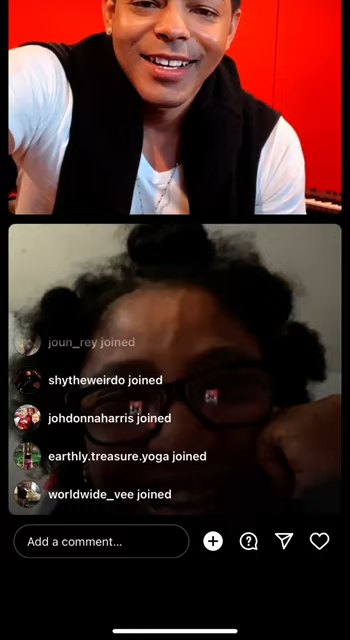 joun_rey joined
shytheweirdo joined
johdonnaharris joined
earthly.treasure.yoga joined
worldwide_vee joined
Add a comment...